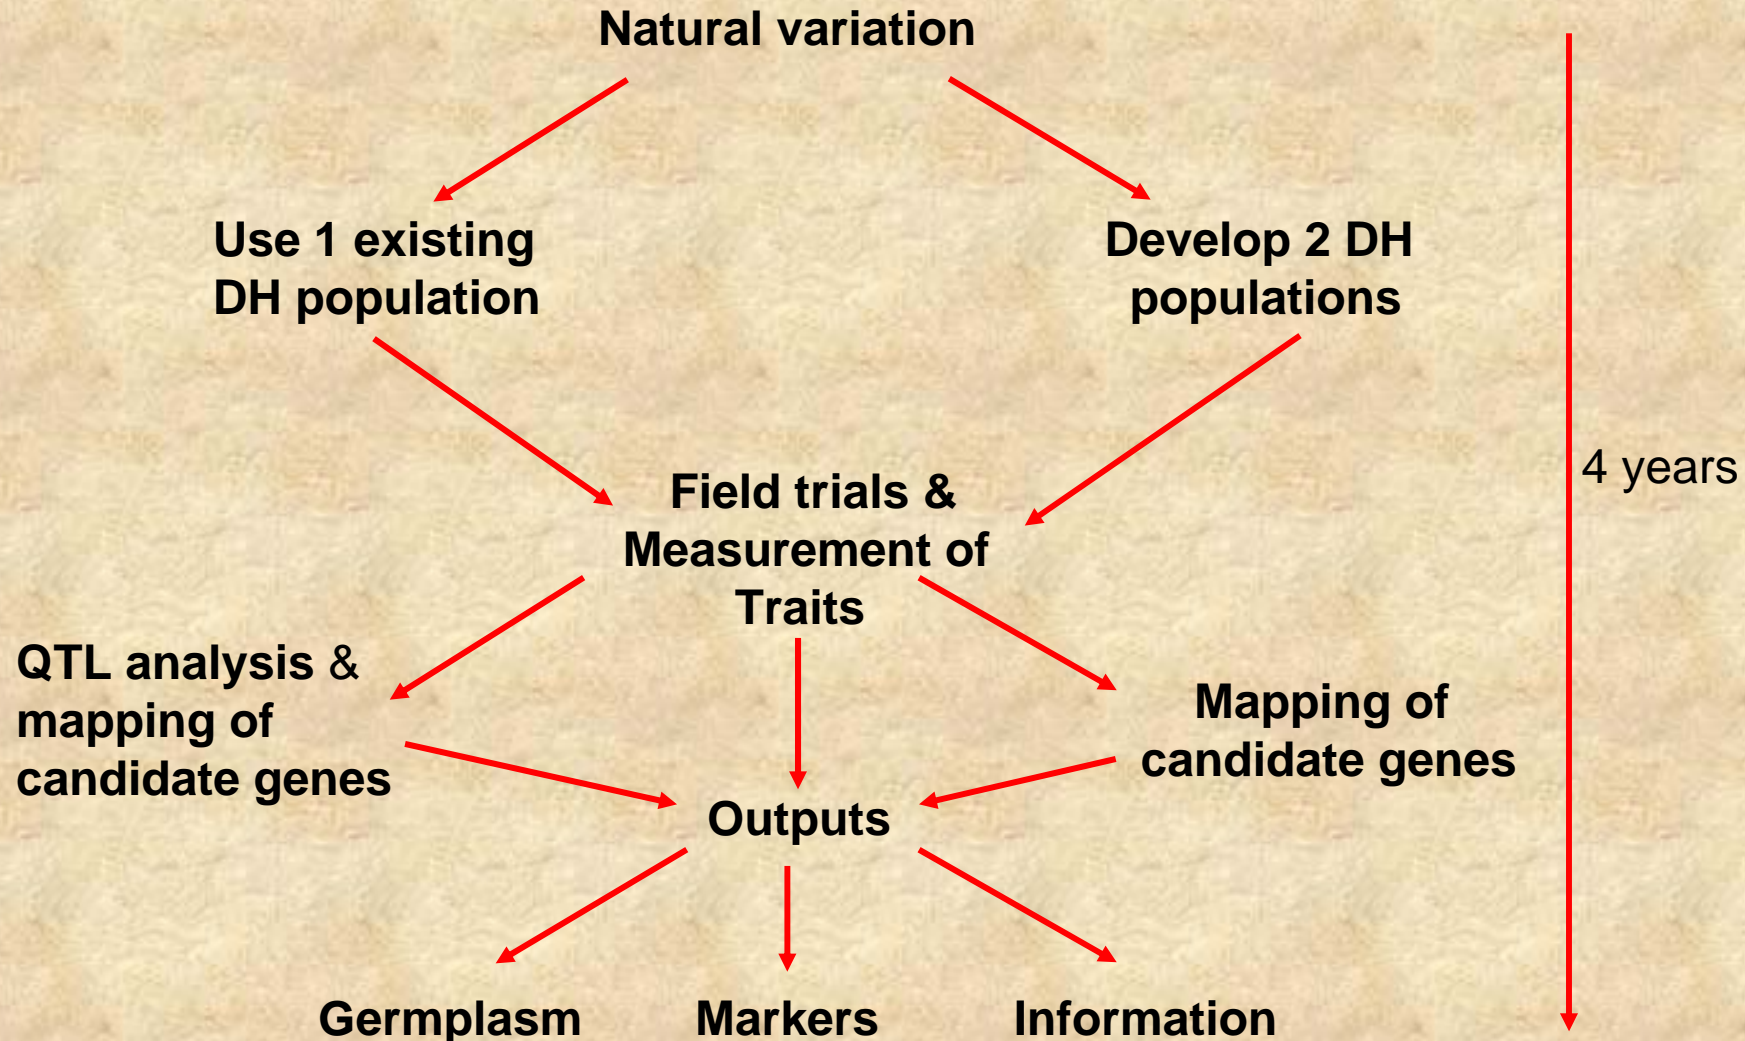 Natural variation
Use 1 existing
DH population
Develop 2 DH
populations
4 years
Field trials &
Measurement of
Traits
QTL analysis &
mapping of
candidate genes
Mapping of
candidate genes
Outputs
Germplasm
Markers
Information